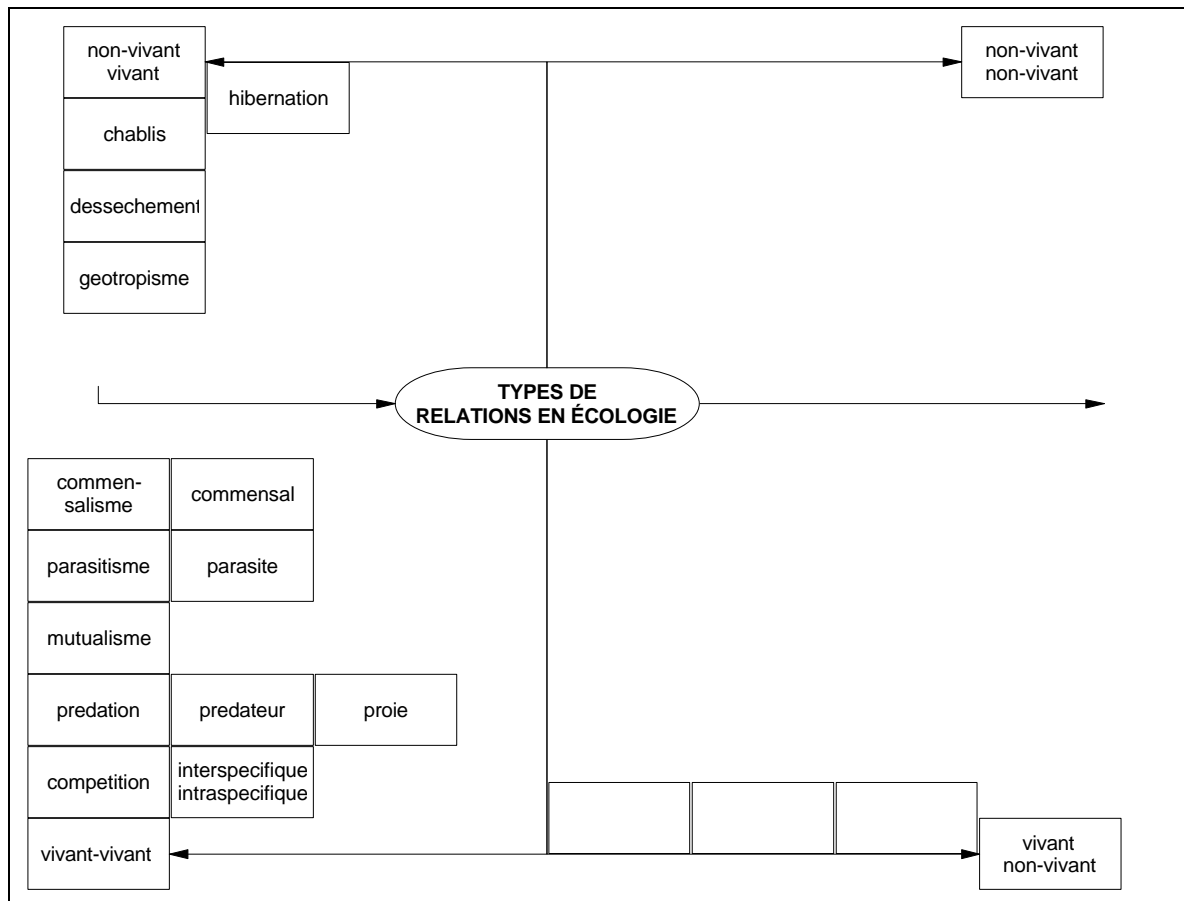 non-vivant
vivant
non-vivant
non-vivant
hibernation
chablis
dessechement
geotropisme
TYPES DE
RELATIONS EN ÉCOLOGIE
commen-
salisme
commensal
parasitisme
parasite
mutualisme
predation
predateur
proie
competition
interspecifique
intraspecifique
vivant-vivant
vivant
non-vivant